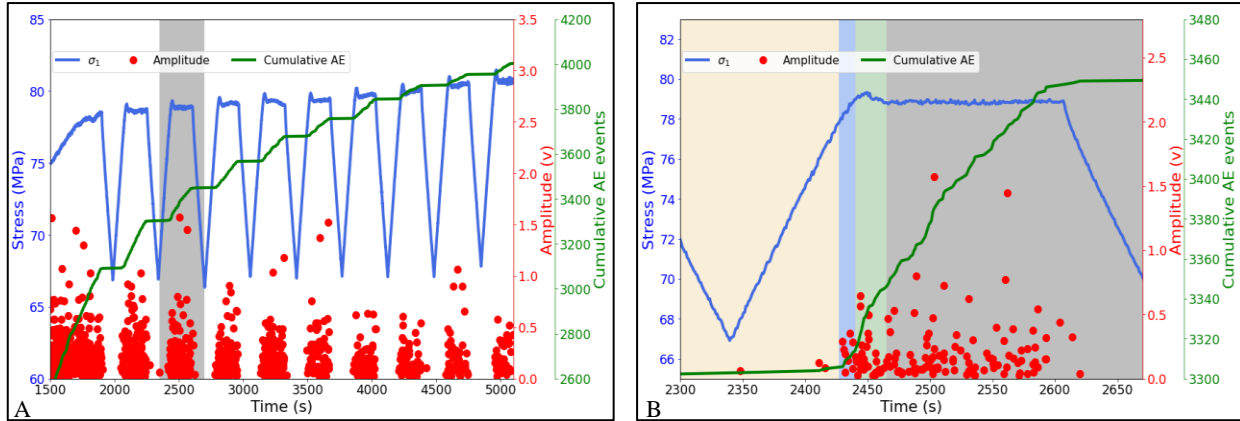 85
80
75
70
65
60
Stress (MPa)
σ1
Amplitude
Cumulative AE
3.5
3.0
2.5
2.0
1.5
1.0
0.5
0.0
Amplitude (v)
4200
4000
3800
3600
3400
3200
3000
2800
2600
Cumulative AE events
1500 2000 2500 3000 3500 4000 4500 5000
Time (s)
A
82
80
78
76
74
72
70
68
66
Stress (MPa)
σ1
Amplitude
Cumulative AE
2.5
2.0
1.5
1.0
0.5
0.0
Amplitude (v)
3480
3460
3440
3420
3400
3380
3360
3340
3320
3300
Cumulative AE events
2300 2350 2400 2450 2500 2550 2600 2650
Time (s)
B